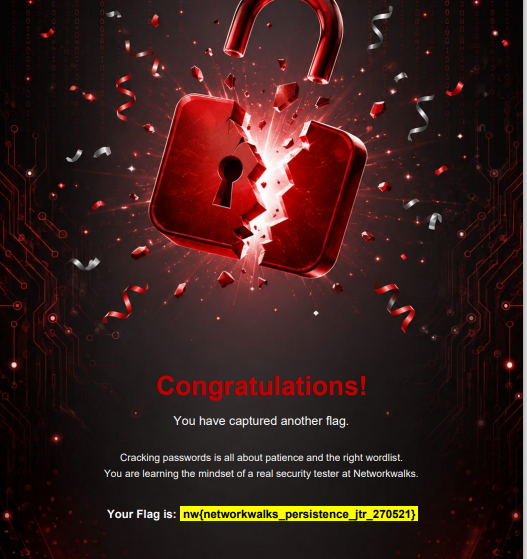 Congratulations!
You have captured another flag.
Cracking passwords is all about patience and the right wordlist.
You are learning the mindset of a real security tester at Networkwalks.
Your Flag is: nw{networkwalks_persistence_jtr_270521}